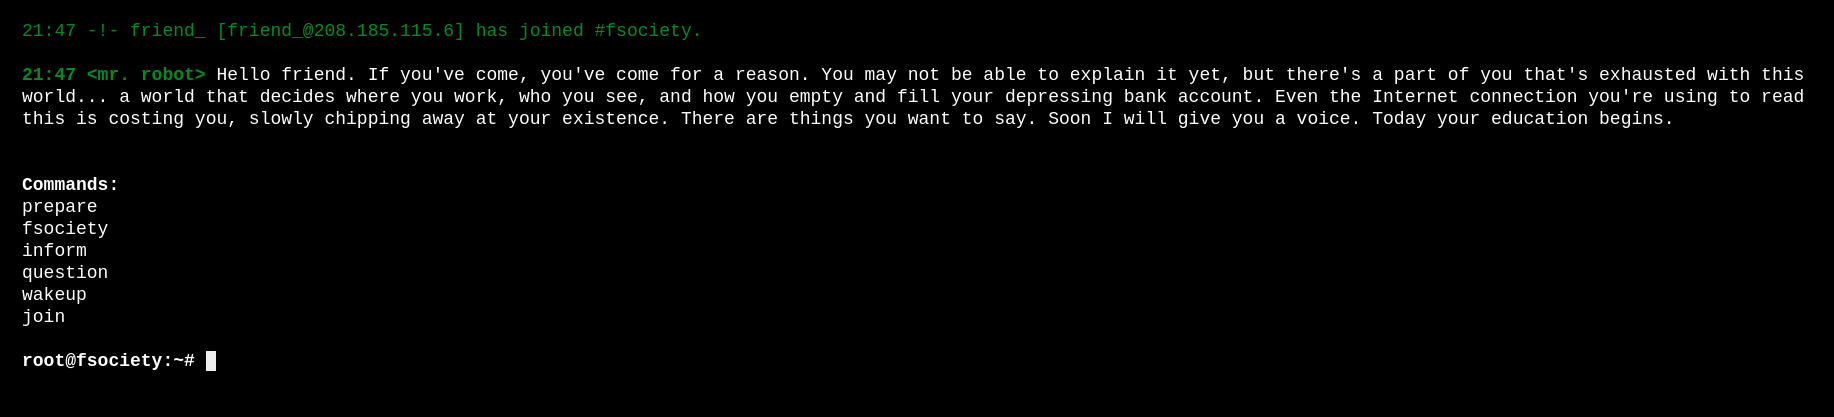 21:47 -!- friend_ [friend_@208.185.115.6] has joined #fsociety.
21:47 <mr. robot> Hello friend. If you've come, you've come for a reason. You may not be able to explain it yet, but there's a part of you that's exhausted with this
world... a world that decides where you work, who you see, and how you empty and fill your depressing bank account. Even the Internet connection you're using to read
this is costing you, slowly chipping away at your existence. There are things you want to say. Soon I will give you a voice. Today your education begins.
Commands:
prepare
fsociety
inform
question
wakeup
join
root@fsociety:~#